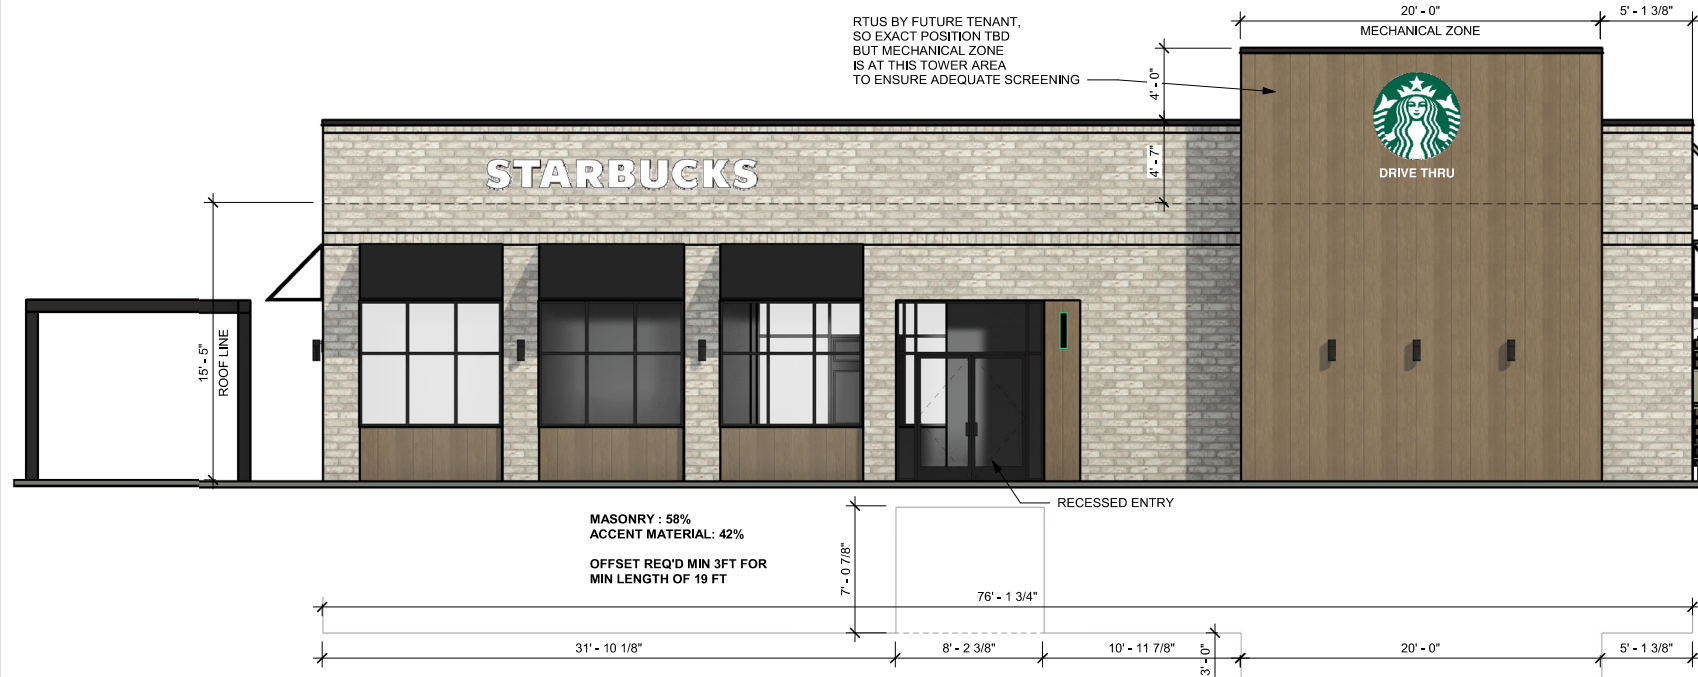 20' - 0"
5' - 1 3/8"
MECHANICAL ZONE
RTUS BY FUTURE TENANT,
SO EXACT POSITION TBD
BUT MECHANICAL ZONE
IS AT THIS TOWER AREA
TO ENSURE ADEQUATE SCREENING
4' - 0"
4' - 7"
STARBUCKS
DRIVE THRU
15' - 5"
ROOF LINE
RECESSED ENTRY
MASONRY : 58%
ACCENT MATERIAL: 42%
OFFSET REQ'D MIN 3FT FOR
MIN LENGTH OF 19 FT
7' - 0 7/8"
76' - 1 3/4"
31' - 10 1/8"
8' - 2 3/8"
10' - 11 7/8"
3' - 0"
20' - 0"
5' - 1 3/8"